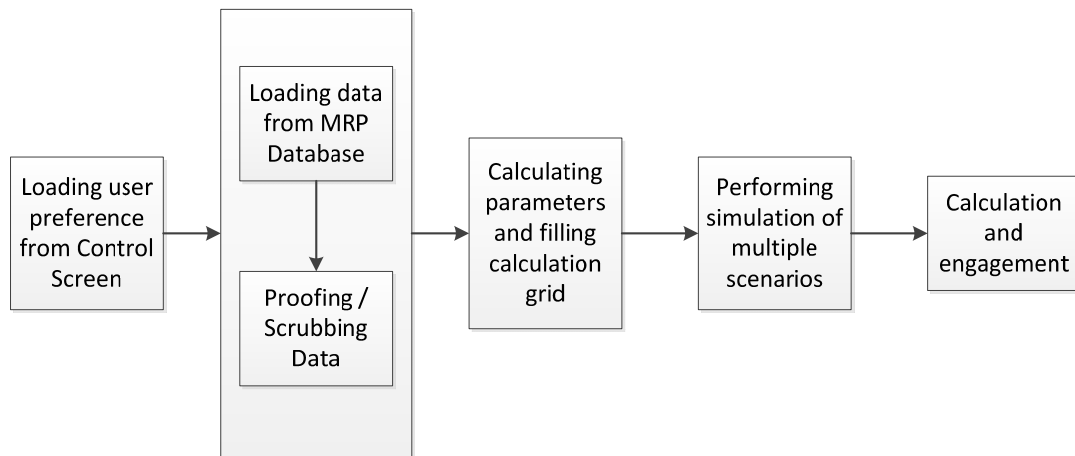 Loading user
preference
from Control
Screen
Loading data
from MRP
Database
Proofing /
Scrubbing
Data
Calculating
parameters
and filling
calculation
grid
Performing
simulation of
multiple
scenarios
Calculation
and
engagement